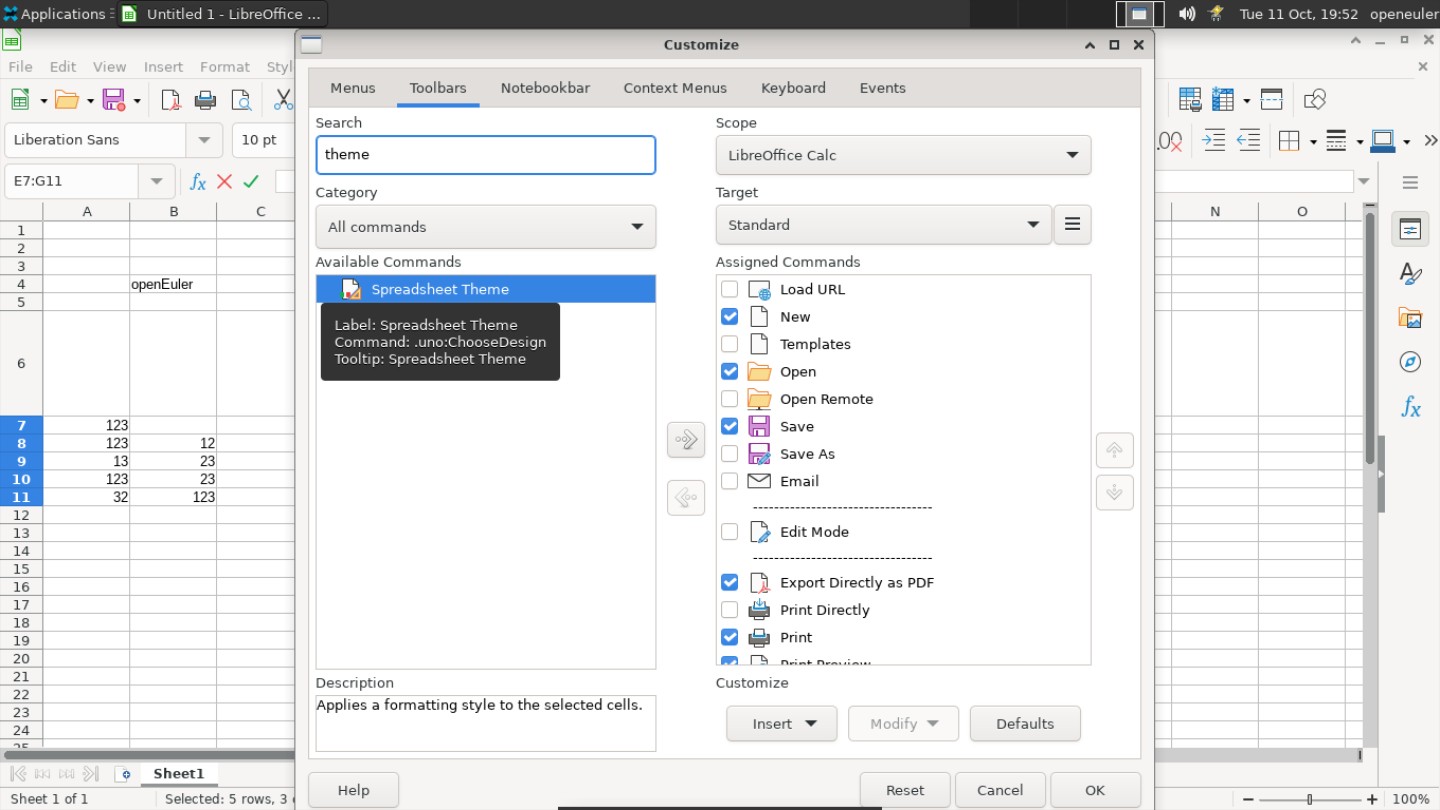 Applications
Untitled 1 - LibreOffice ...
Tue 11 Oct, 19:52
openeuler
Customize
File Edit View Insert Format
Menus Toolbars Notebookbar Context Menus Keyboard Events
Search
theme
Scope
LibreOffice Calc
Liberation Sans
10 pt
E7:G11
Category
All commands
Target
Standard
Available Commands
Spreadsheet Theme
Label: Spreadsheet Theme
Command: .uno:ChooseDesign
Tooltip: Spreadsheet Theme
Assigned Commands
Load URL
New
Templates
Open
Open Remote
Save
Save As
Email
Edit Mode
Export Directly as PDF
Print Directly
Print
Print Preview
A B C N O
1
2
3
4 openEuler
5
6
7 123
8 123 12
9 13 23
10 123 23
11 32 123
12
13
14
15
16
17
18
19
20
21
22
23
24
25
Description
Applies a formatting style to the selected cells.
Customize
Insert Modify Defaults
Sheet1
Help Reset Cancel OK
Sheet 1 of 1
Selected: 5 rows, 3
100%